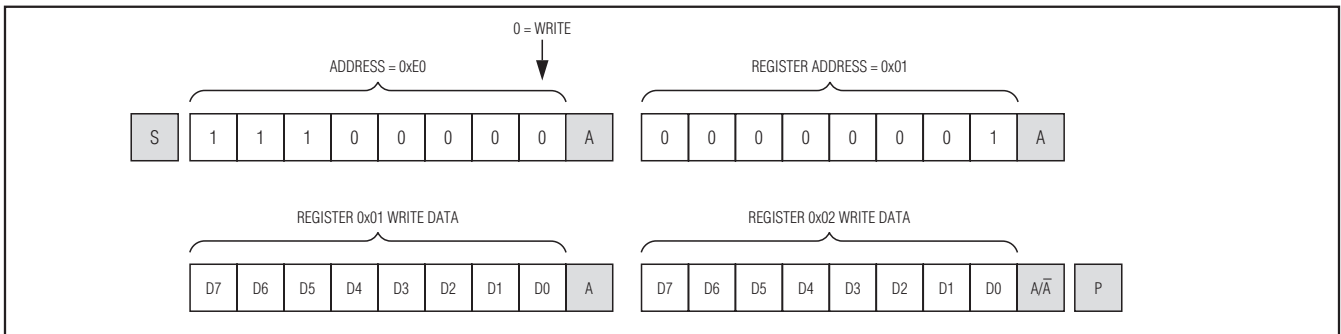 0 = WRITE
ADDRESS = 0xE0 REGISTER ADDRESS = 0x01
S 1 1 1 0 0 0 0 0 A 0 0 0 0 0 0 0 1 A
REGISTER 0x01 WRITE DATA REGISTER 0x02 WRITE DATA
D7 D6 D5 D4 D3 D2 D1 D0 A D7 D6 D5 D4 D3 D2 D1 D0 A/A̅ P